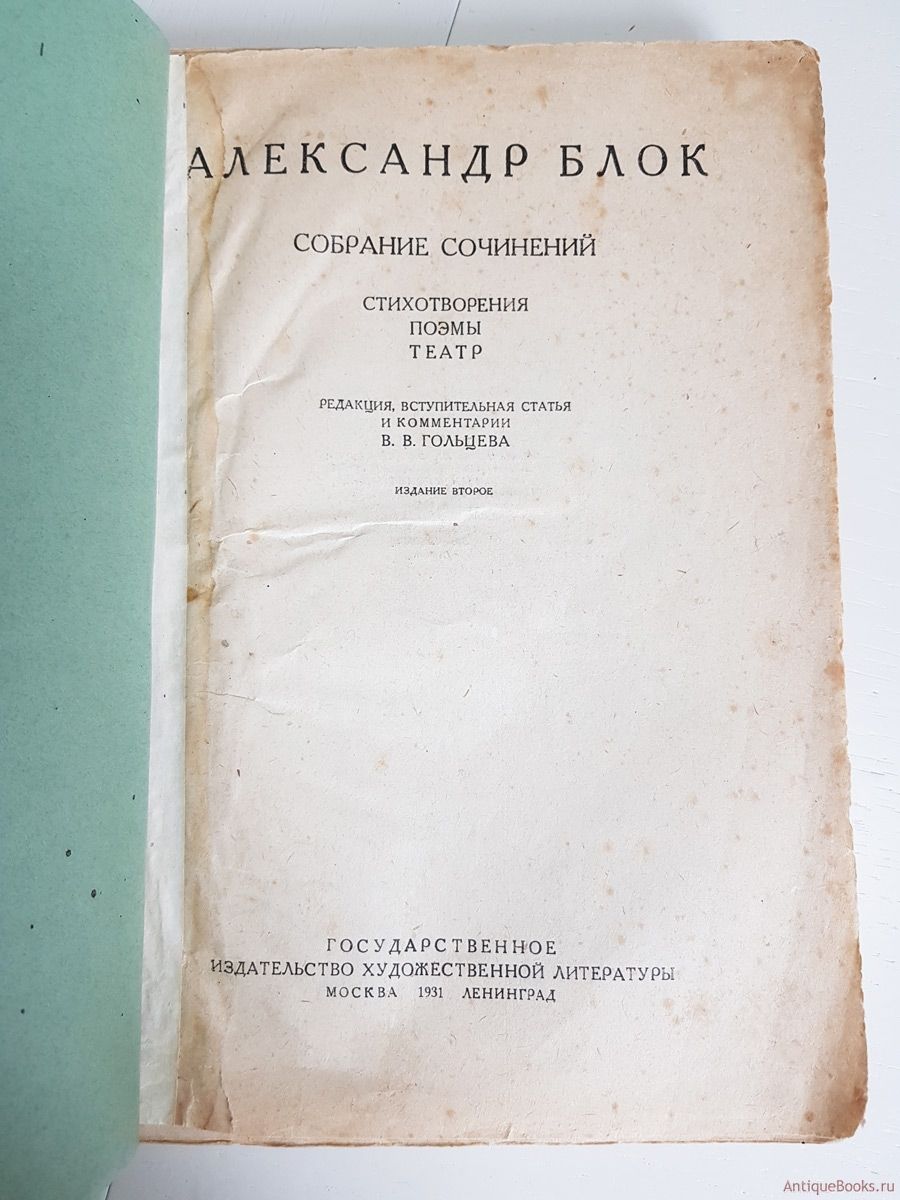 АЛЕКСАНДР БЛОК
СОБРАНИЕ СОЧИНЕНИЙ
СТИХОТВОРЕНИЯ
ПОЭМЫ
ТЕАТР
РЕДАКЦИЯ, ВСТУПИТЕЛЬНАЯ СТАТЬЯ
И КОММЕНТАРИИ
В. В. ГОЛЬЦЕВА
ИЗДАНИЕ ВТОРОЕ
ГОСУДАРСТВЕННОЕ
ИЗДАТЕЛЬСТВО ХУДОЖЕСТВЕННОЙ ЛИТЕРАТУРЫ
МОСКВА 1931 ЛЕНИНГРАД
AntiqueBooks.ru